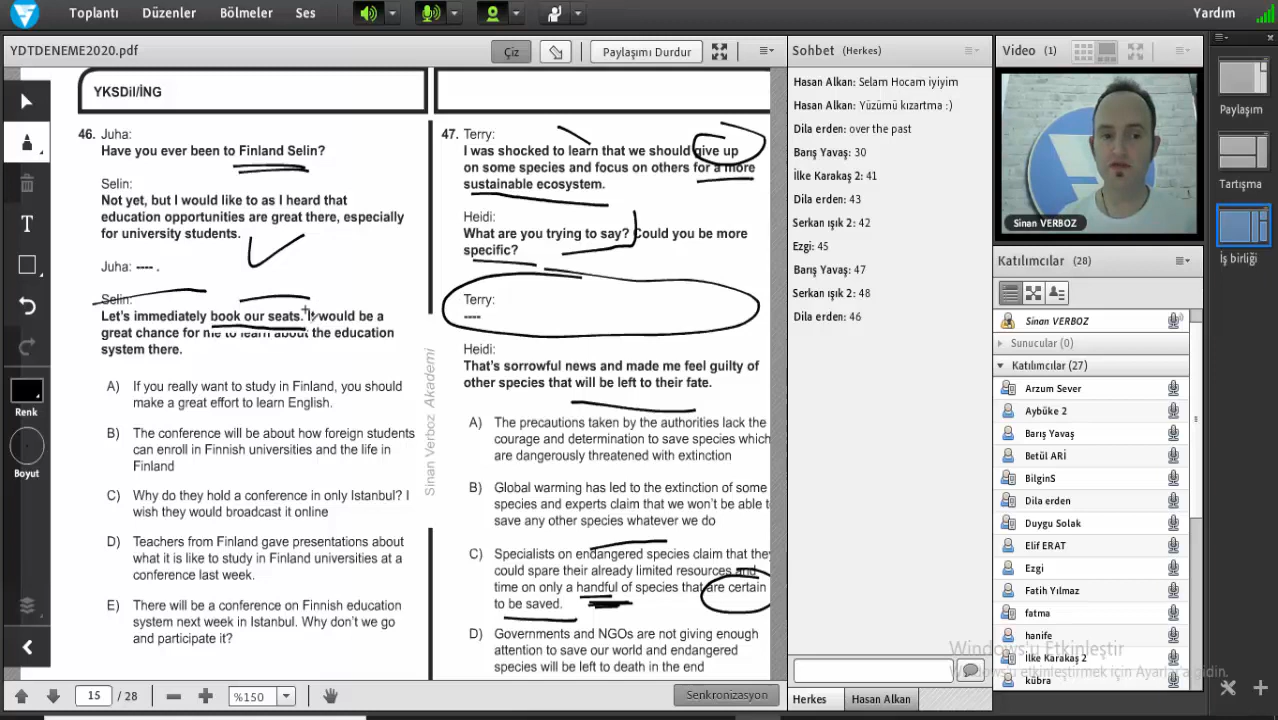 Toplantı Düzenler Bölmeler Ses Yardım
YDTDENEME2020.pdf
Çiz
Paylaşımı Durdur
YKSDil/İNG
46. Juha:
Have you ever been to Finland Selin?
Selin:
Not yet, but I would like to as I heard that
education opportunities are great there, especially
for university students.
Juha: ---- .
Selin:
Let's immediately book our seats. It would be a
great chance for me to learn about the education
system there.
A) If you really want to study in Finland, you should
make a great effort to learn English.
B) The conference will be about how foreign students
can enroll in Finnish universities and the life in
Finland
C) Why do they hold a conference in only Istanbul? I
wish they would broadcast it online
D) Teachers from Finland gave presentations about
what it is like to study in Finland universities at a
conference last week.
E) There will be a conference on Finnish education
system next week in Istanbul. Why don't we go
and participate it?
Sinan Verboz Akademi
47. Terry:
I was shocked to learn that we should give up
on some species and focus on others for a more
sustainable ecosystem.
Heidi:
What are you trying to say? Could you be more
specific?
Terry:
----
Heidi:
That's sorrowful news and made me feel guilty of
other species that will be left to their fate.
A) The precautions taken by the authorities lack the
courage and determination to save species which
are dangerously threatened with extinction
B) Global warming has led to the extinction of some
species and experts claim that we won't be able t
save any other species whatever we do
C) Specialists on endangered species claim that they
could spare their already limited resources and
time on only a handful of species that are certain
to be saved.
D) Governments and NGOs are not giving enough
attention to save our world and endangered
species will be left to death in the end
Renk
Boyut
15 / 28
%150
Senkronizasyon
Sohbet (Herkes)
Hasan Alkan: Selam Hocam iyiyim
Hasan Alkan: Yüzümü kızartma :)
Dila erden: over the past
Barış Yavaş: 30
İlke Karakaş 2: 41
Dila erden: 43
Serkan ışık 2: 42
Ezgi: 45
Barış Yavaş: 47
Serkan ışık 2: 48
Dila erden: 46
Herkes
Hasan Alkan
Video (1)
Sinan VERBOZ
Katılımcılar (28)
Sinan VERBOZ
Sunucular (0)
Katılımcılar (27)
Arzum Sever
Aybüke 2
Barış Yavaş
Betül ARİ
BilginS
Dila erden
Duygu Solak
Elif ERAT
Ezgi
Fatih Yılmaz
fatma
hanife
İlke Karakaş 2
kübra
Paylaşım
Tartışma
İş birliği
Windows'u Etkinleştir
Windows'u etkinleştirmek için Ayarlar'a gidin.